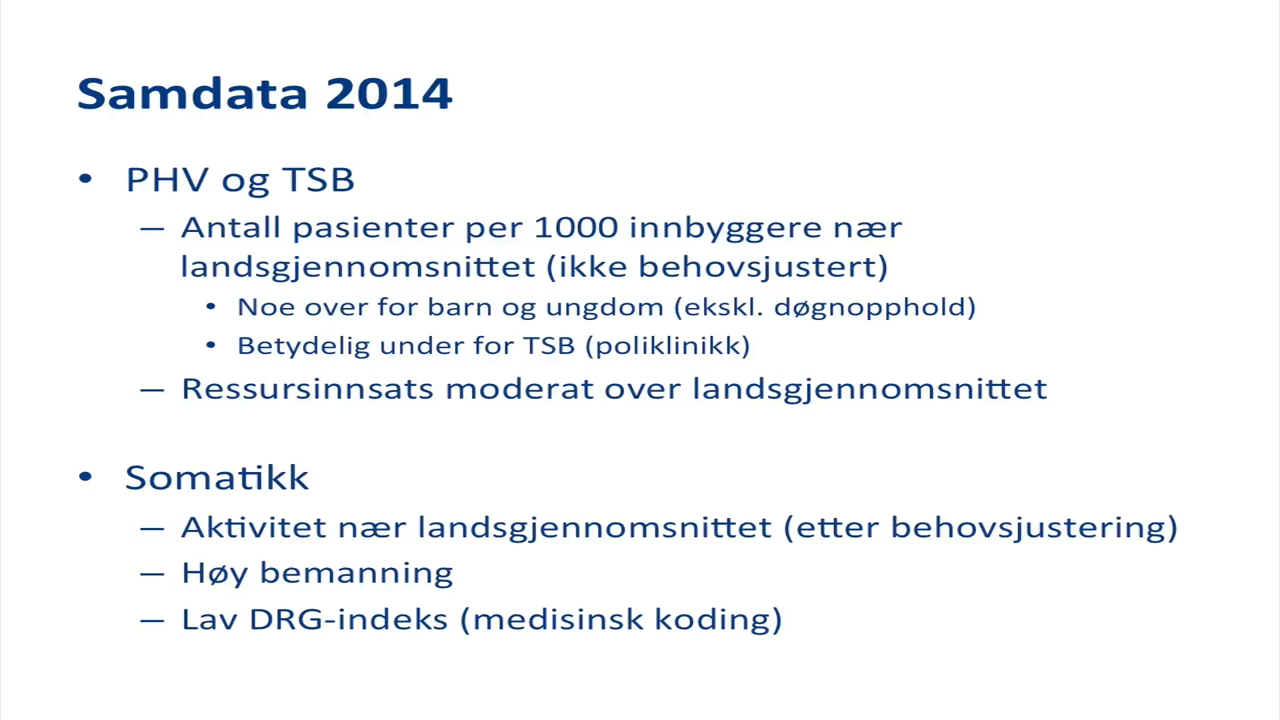 Samdata 2014
• PHV og TSB
– Antall pasienter per 1000 innbyggere nær
landsgjennomsnittet (ikke behovsjustert)
• Noe over for barn og ungdom (ekskl. døgnopphold)
• Betydelig under for TSB (poliklinikk)
– Ressursinnsats moderat over landsgjennomsnittet
• Somatikk
– Aktivitet nær landsgjennomsnittet (etter behovsjustering)
– Høy bemanning
– Lav DRG-indeks (medisinsk koding)